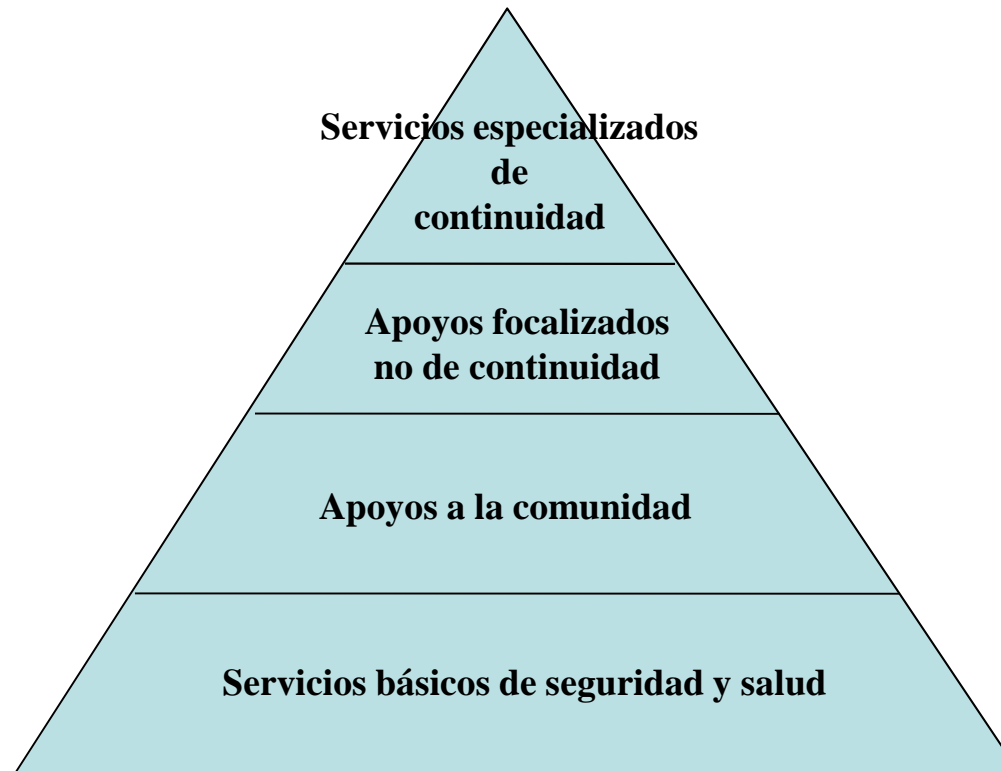 Servicios especializados
de
continuidad
Apoyos focalizados
no de continuidad
Apoyos a la comunidad
Servicios básicos de seguridad y salud